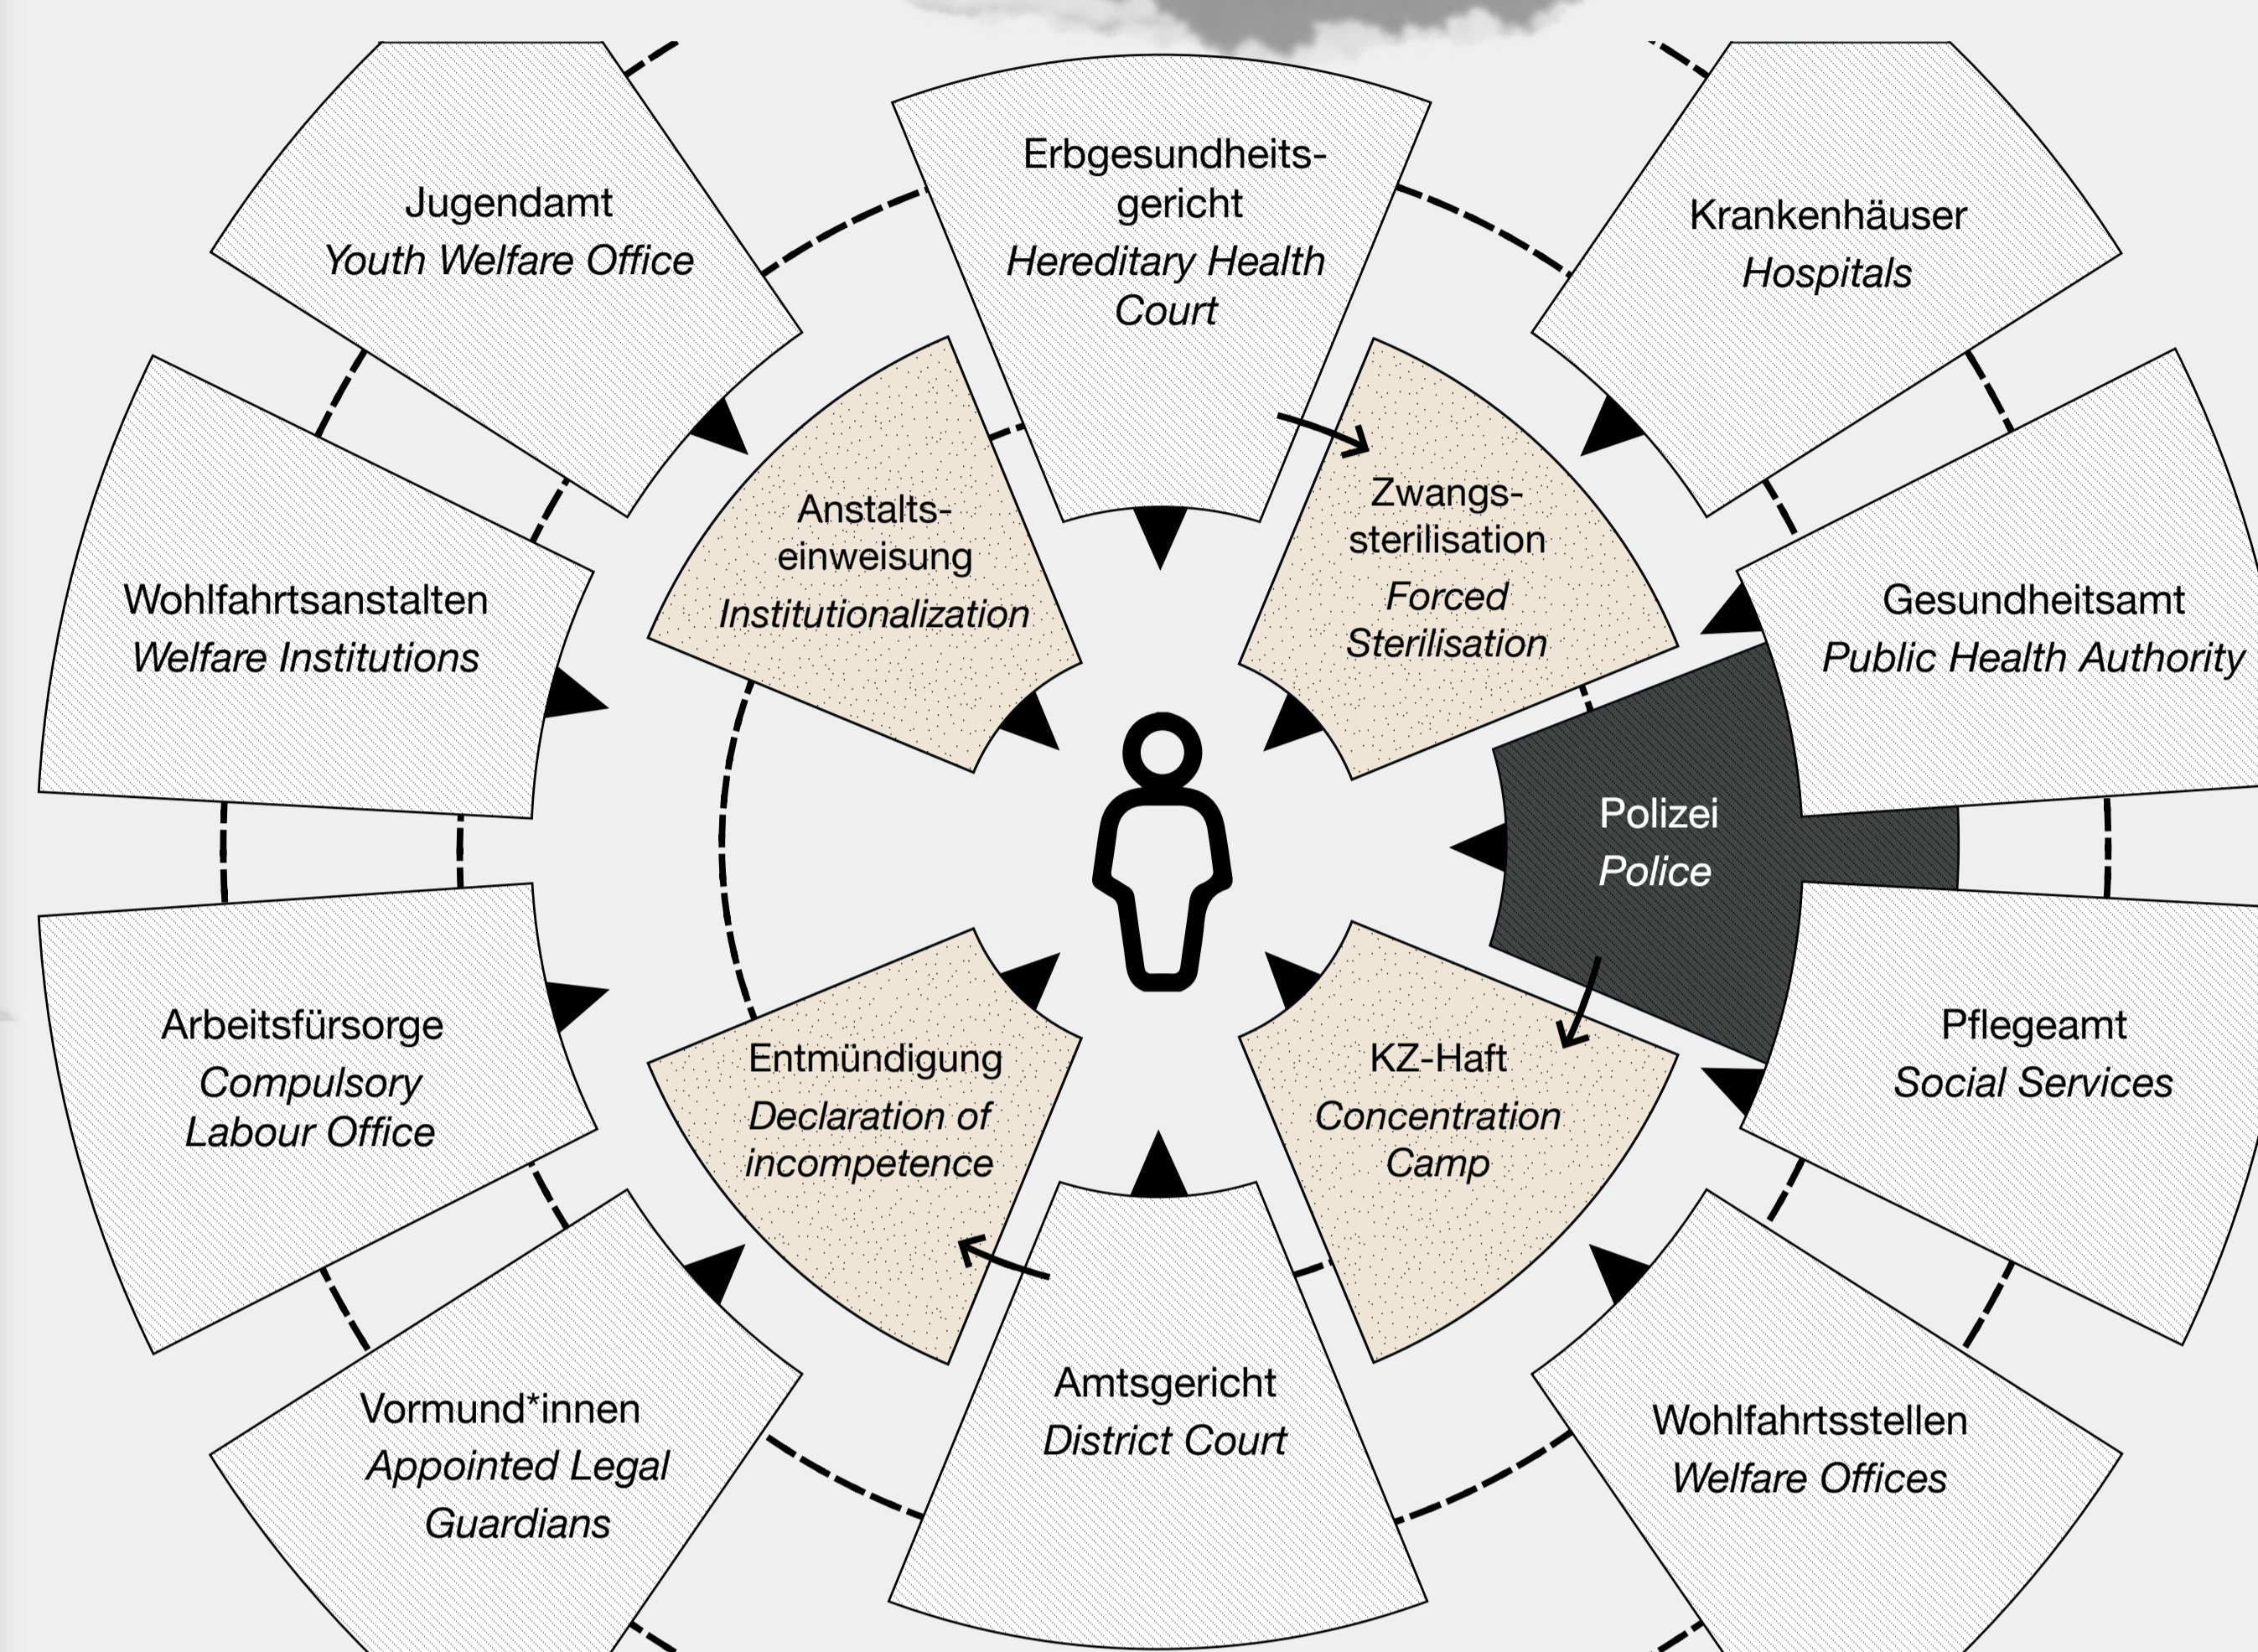 Jugendamt
Youth Welfare Office
Erbgesundheits-
gericht
Hereditary Health
Court
Krankenhäuser
Hospitals
Anstalts-
einweisung
Institutionalization
Zwangs-
sterilisation
Forced
Sterilisation
Wohlfahrtsanstalten
Welfare Institutions
Gesundheitsamt
Public Health Authority
Polizei
Police
Arbeitsfürsorge
Compulsory
Labour Office
Entmündigung
Declaration of
incompetence
KZ-Haft
Concentration
Camp
Pflegeamt
Social Services
Vormund*innen
Appointed Legal
Guardians
Amtsgericht
District Court
Wohlfahrtsstellen
Welfare Offices